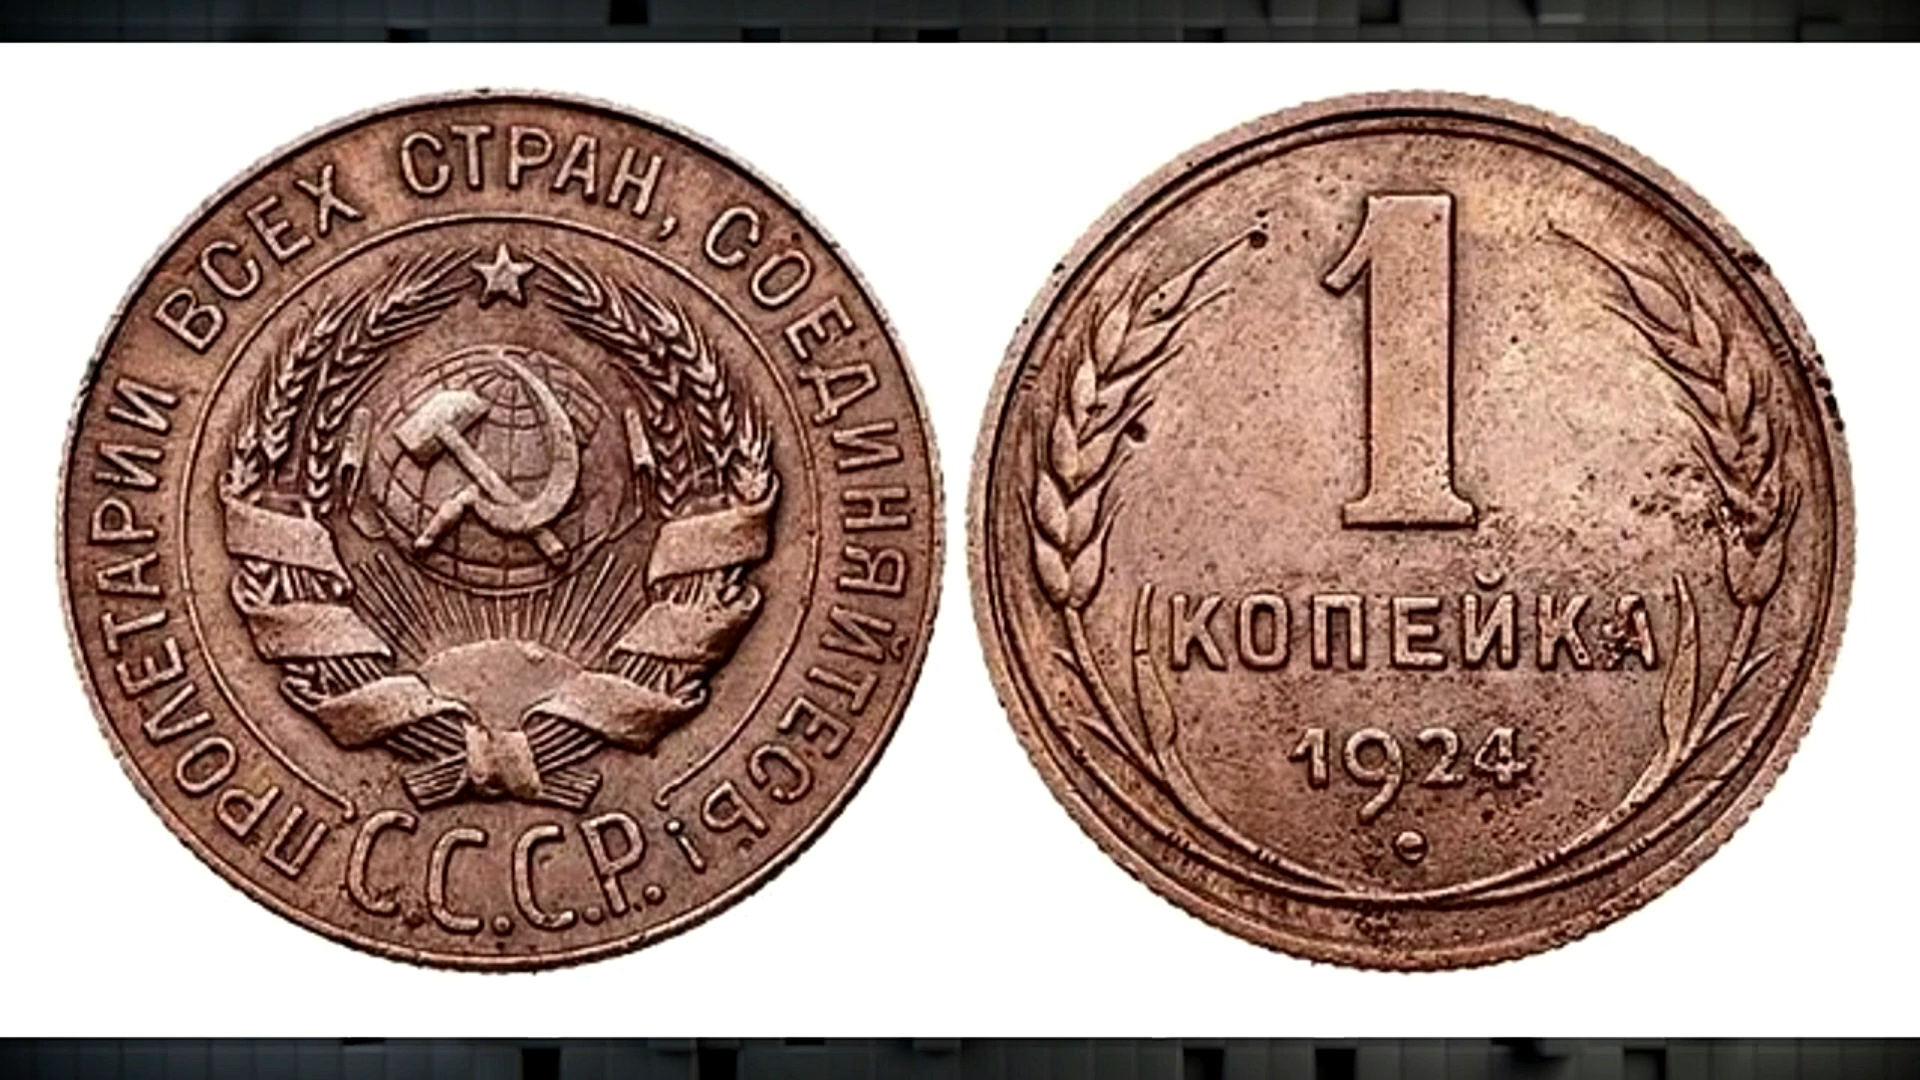 ПРОЛЕТАРИИ ВСЕХ СТРАН, СОЕДИНЯЙТЕСЬ!
С.С.С.Р.
1
КОПЕЙКА
1924